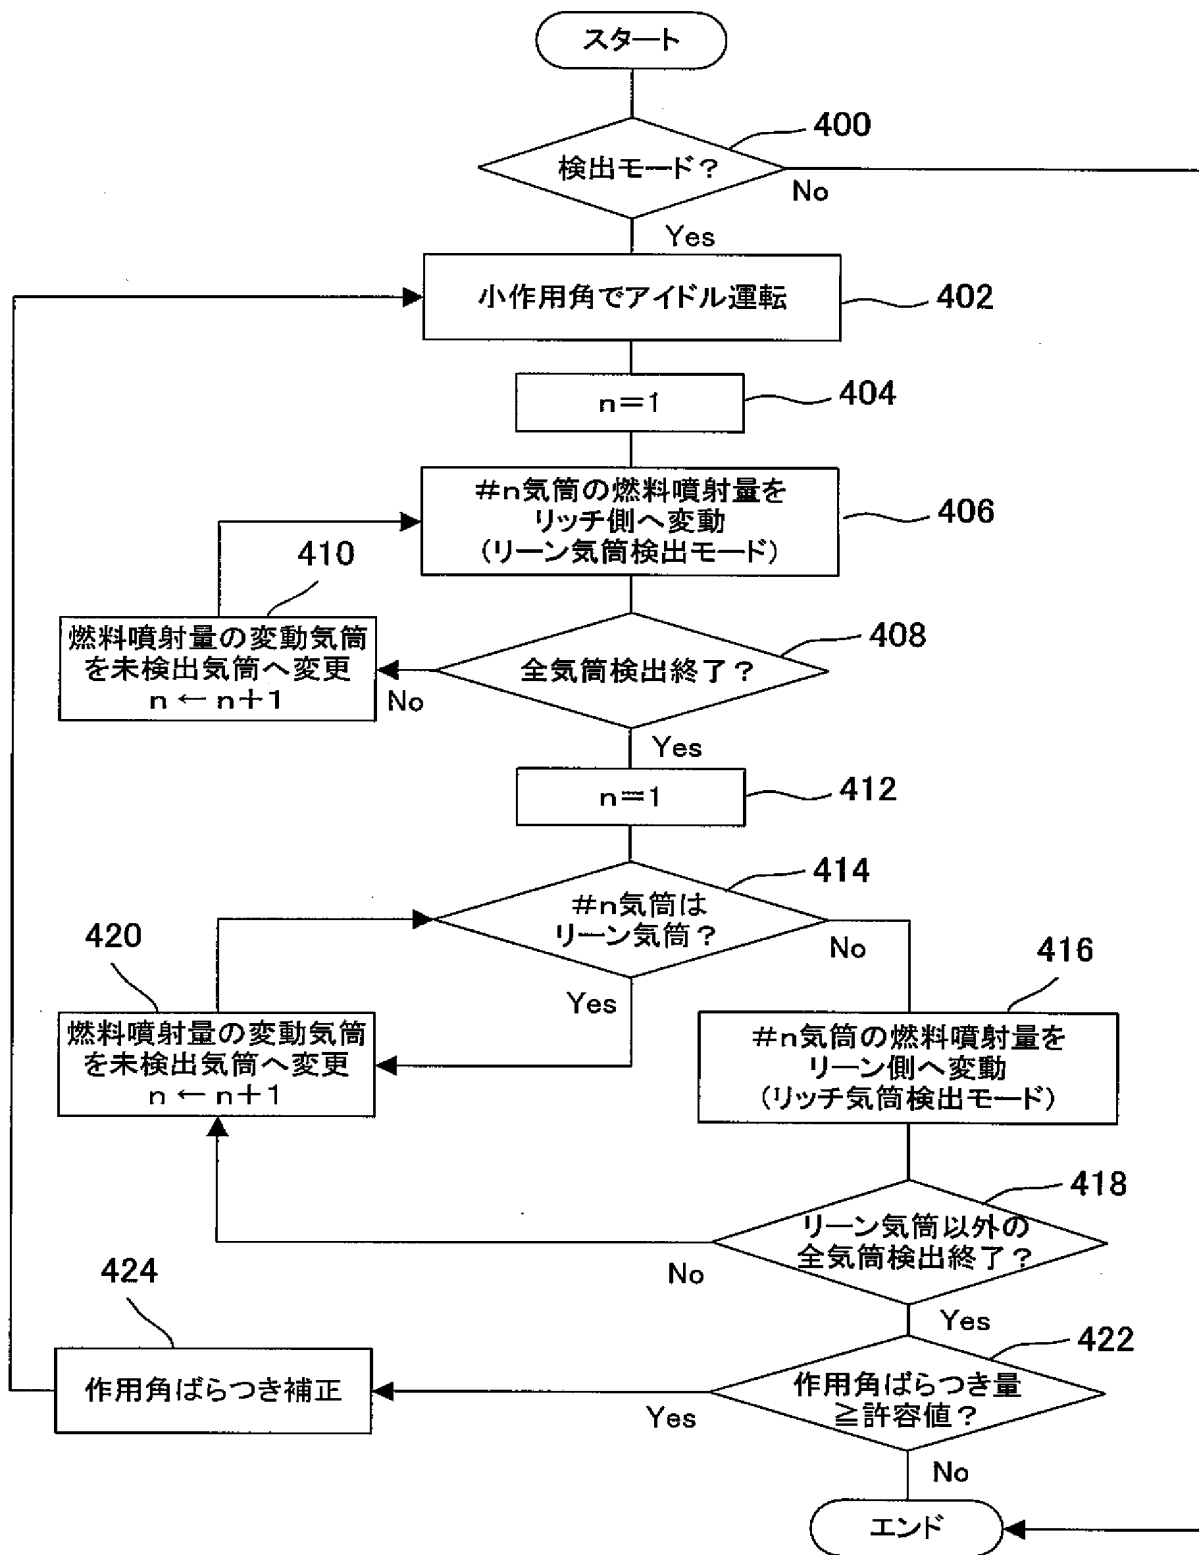 スタート
400
検出モード?
No
Yes
小作用角でアイドル運転
402
n=1
404
#n気筒の燃料噴射量を
リッチ側へ変動
(リーン気筒検出モード)
406
410
燃料噴射量の変動気筒
を未検出気筒へ変更
n ← n+1
408
全気筒検出終了?
No
Yes
n=1
412
414
#n気筒は
リーン気筒?
No
Yes
420
燃料噴射量の変動気筒
を未検出気筒へ変更
n ← n+1
416
#n気筒の燃料噴射量を
リーン側へ変動
(リッチ気筒検出モード)
418
リーン気筒以外の
全気筒検出終了?
No
Yes
424
作用角ばらつき補正
422
作用角ばらつき量
≧許容値?
Yes
No
エンド